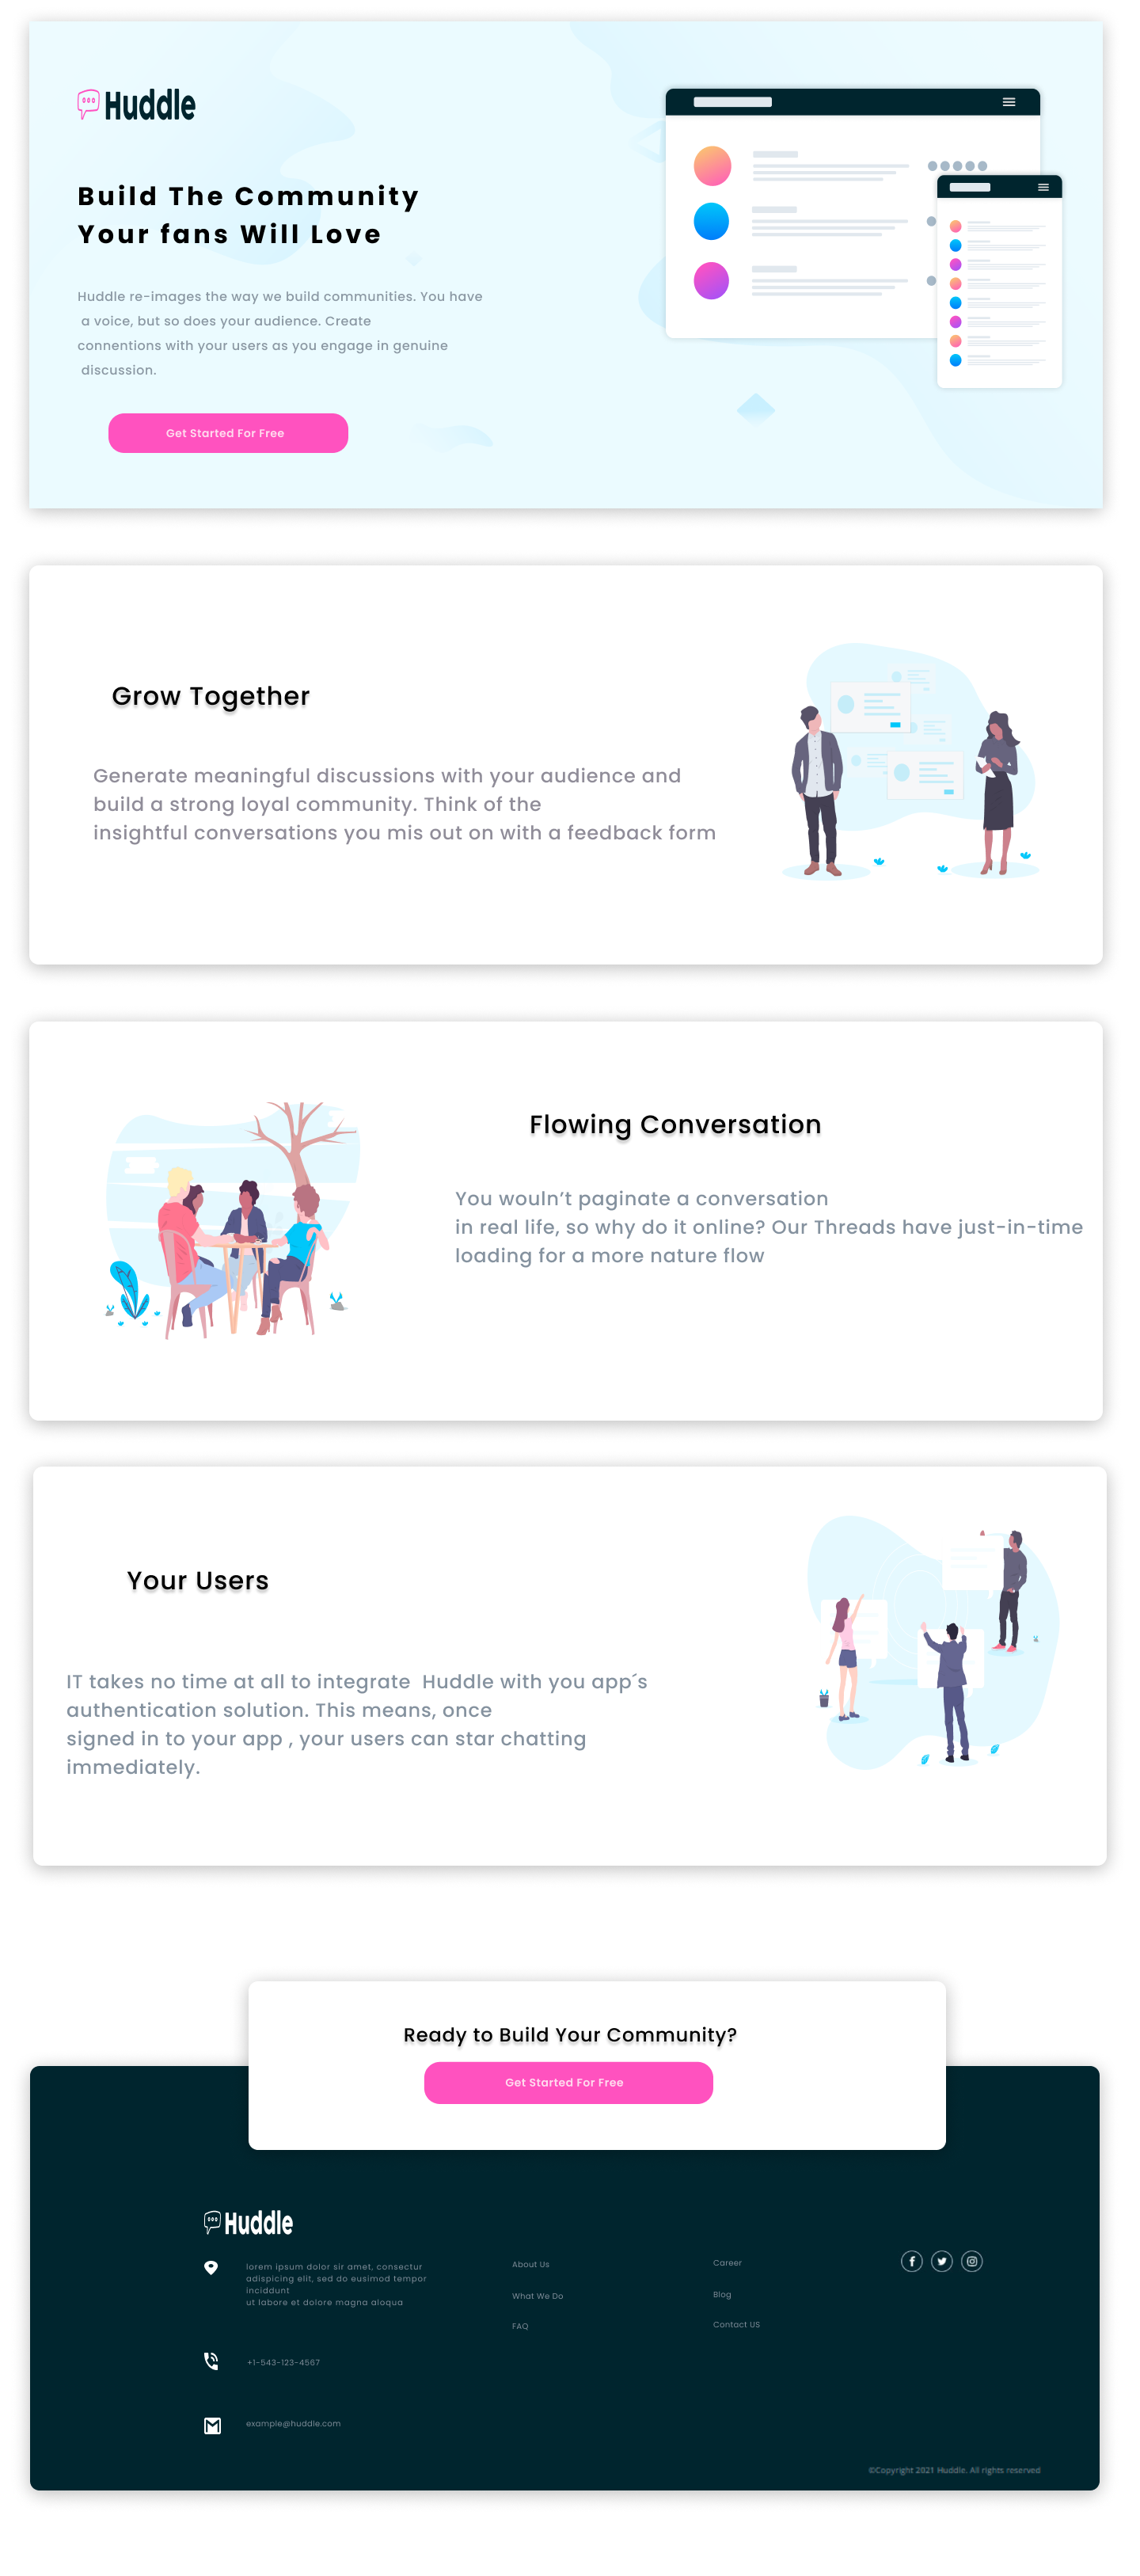 Huddle
Build The Community
Your fans Will Love
Huddle re-images the way we build communities. You have
a voice, but so does your audience. Create
connentions with your users as you engage in genuine
discussion.
Get Started For Free
Grow Together
Generate meaningful discussions with your audience and
build a strong loyal community. Think of the
insightful conversations you mis out on with a feedback form
Flowing Conversation
You wouln’t paginate a conversation
in real life, so why do it online? Our Threads have just-in-time
loading for a more nature flow
Your Users
IT takes no time at all to integrate  Huddle with you app´s
authentication solution. This means, once
signed in to your app , your users can star chatting
immediately.
Ready to Build Your Community?
Get Started For Free
Huddle
lorem ipsum dolor sir amet, consectur
adispicing elit, sed do eusimod tempor
inciddunt
ut labore et dolore magna aloqua
+1-543-123-4567
example@huddle.com
About Us
What We Do
FAQ
Career
Blog
Contact US
©Copyright 2021 Huddle. All rights reserved